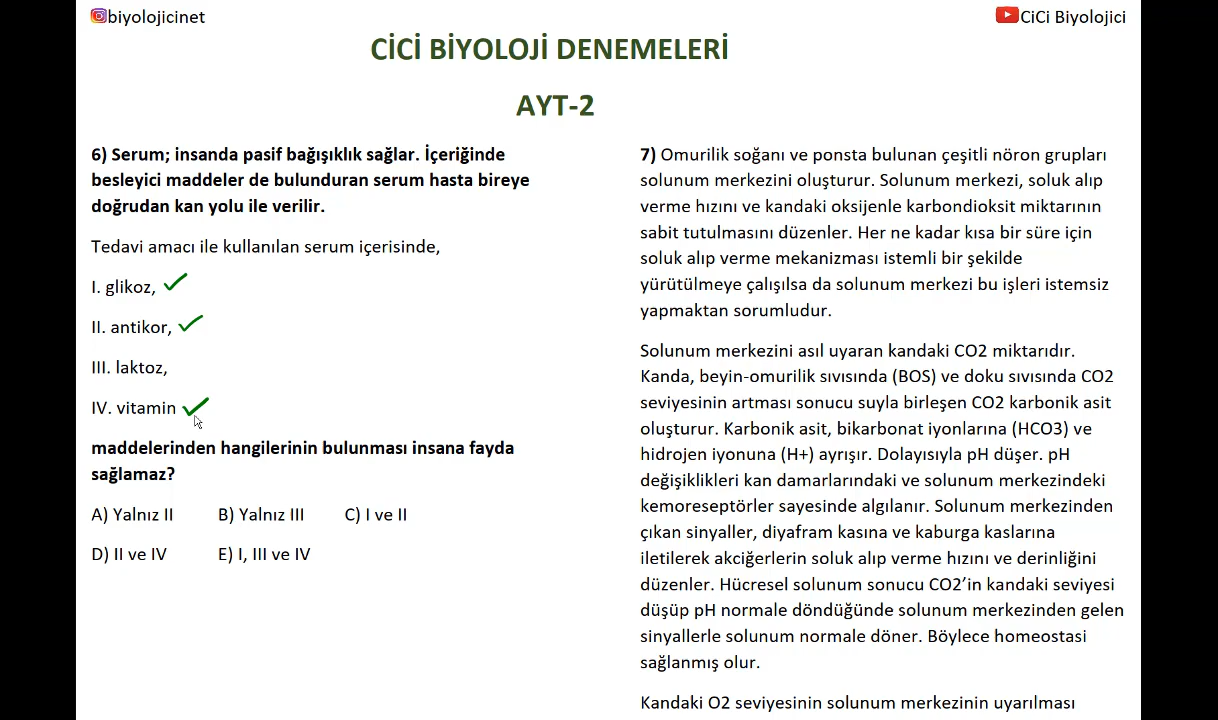 biyolojicinet
CiCi Biyolojici
CİCİ BİYOLOJİ DENEMELERİ
AYT-2
6) Serum; insanda pasif bağışıklık sağlar. İçeriğinde
besleyici maddeler de bulunduran serum hasta bireye
doğrudan kan yolu ile verilir.
Tedavi amacı ile kullanılan serum içerisinde,
I. glikoz,
II. antikor,
III. laktoz,
IV. vitamin
maddelerinden hangilerinin bulunması insana fayda
sağlamaz?
A) Yalnız II B) Yalnız III C) I ve II
D) II ve IV E) I, III ve IV
7) Omurilik soğanı ve ponsta bulunan çeşitli nöron grupları
solunum merkezini oluşturur. Solunum merkezi, soluk alıp
verme hızını ve kandaki oksijenle karbondioksit miktarının
sabit tutulmasını düzenler. Her ne kadar kısa bir süre için
soluk alıp verme mekanizması istemli bir şekilde
yürütülmeye çalışılsa da solunum merkezi bu işleri istemsiz
yapmaktan sorumludur.
Solunum merkezini asıl uyaran kandaki CO2 miktarıdır.
Kanda, beyin-omurilik sıvısında (BOS) ve doku sıvısında CO2
seviyesinin artması sonucu suyla birleşen CO2 karbonik asit
oluşturur. Karbonik asit, bikarbonat iyonlarına (HCO3) ve
hidrojen iyonuna (H+) ayrışır. Dolayısıyla pH düşer. pH
değişiklikleri kan damarlarındaki ve solunum merkezindeki
kemoreseptörler sayesinde algılanır. Solunum merkezinden
çıkan sinyaller, diyafram kasına ve kaburga kaslarına
iletilerek akciğerlerin soluk alıp verme hızını ve derinliğini
düzenler. Hücresel solunum sonucu CO2’in kandaki seviyesi
düşüp pH normale döndüğünde solunum merkezinden gelen
sinyallerle solunum normale döner. Böylece homeostasi
sağlanmış olur.
Kandaki O2 seviyesinin solunum merkezinin uyarılması